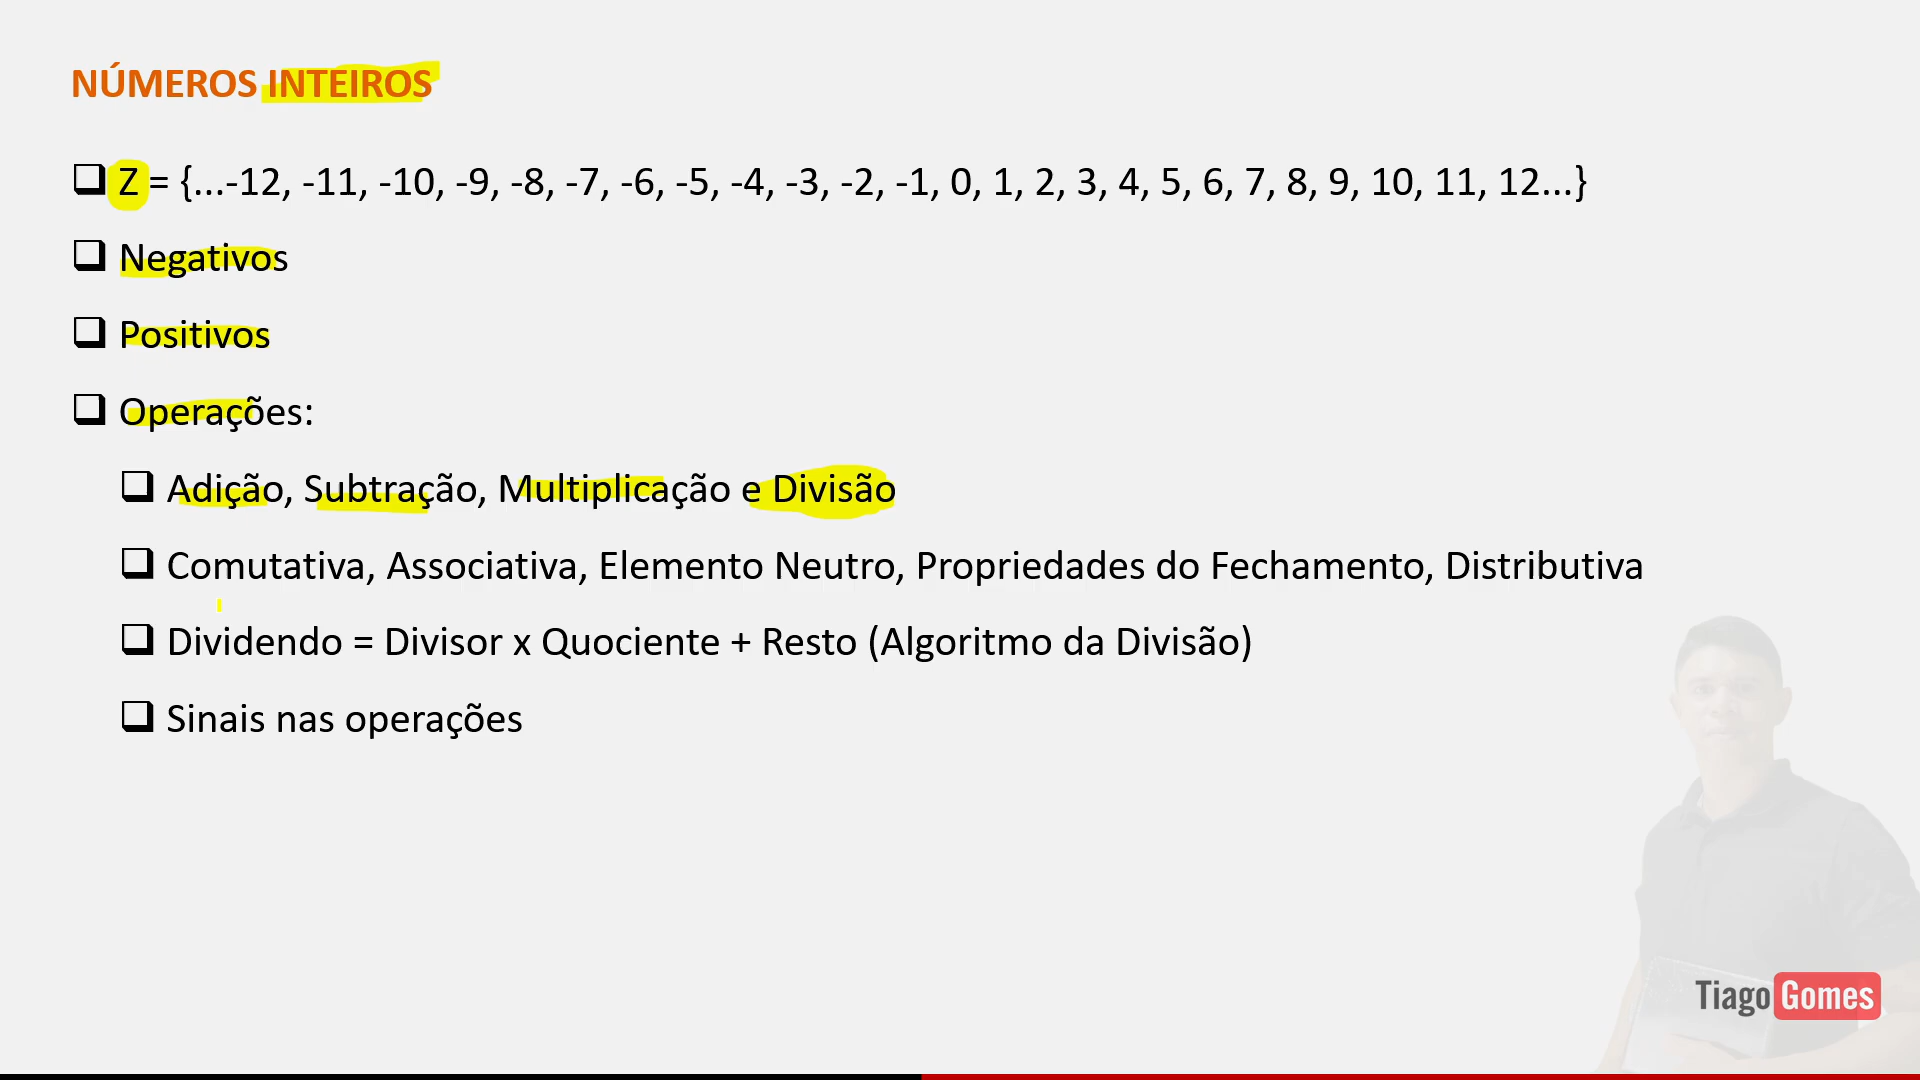 NÚMEROS INTEIROS
Z = {...-12, -11, -10, -9, -8, -7, -6, -5, -4, -3, -2, -1, 0, 1, 2, 3, 4, 5, 6, 7, 8, 9, 10, 11, 12...}
Negativos
Positivos
Operações:
Adição, Subtração, Multiplicação e Divisão
Comutativa, Associativa, Elemento Neutro, Propriedades do Fechamento, Distributiva
Dividendo = Divisor x Quociente + Resto (Algoritmo da Divisão)
Sinais nas operações
Tiago Gomes